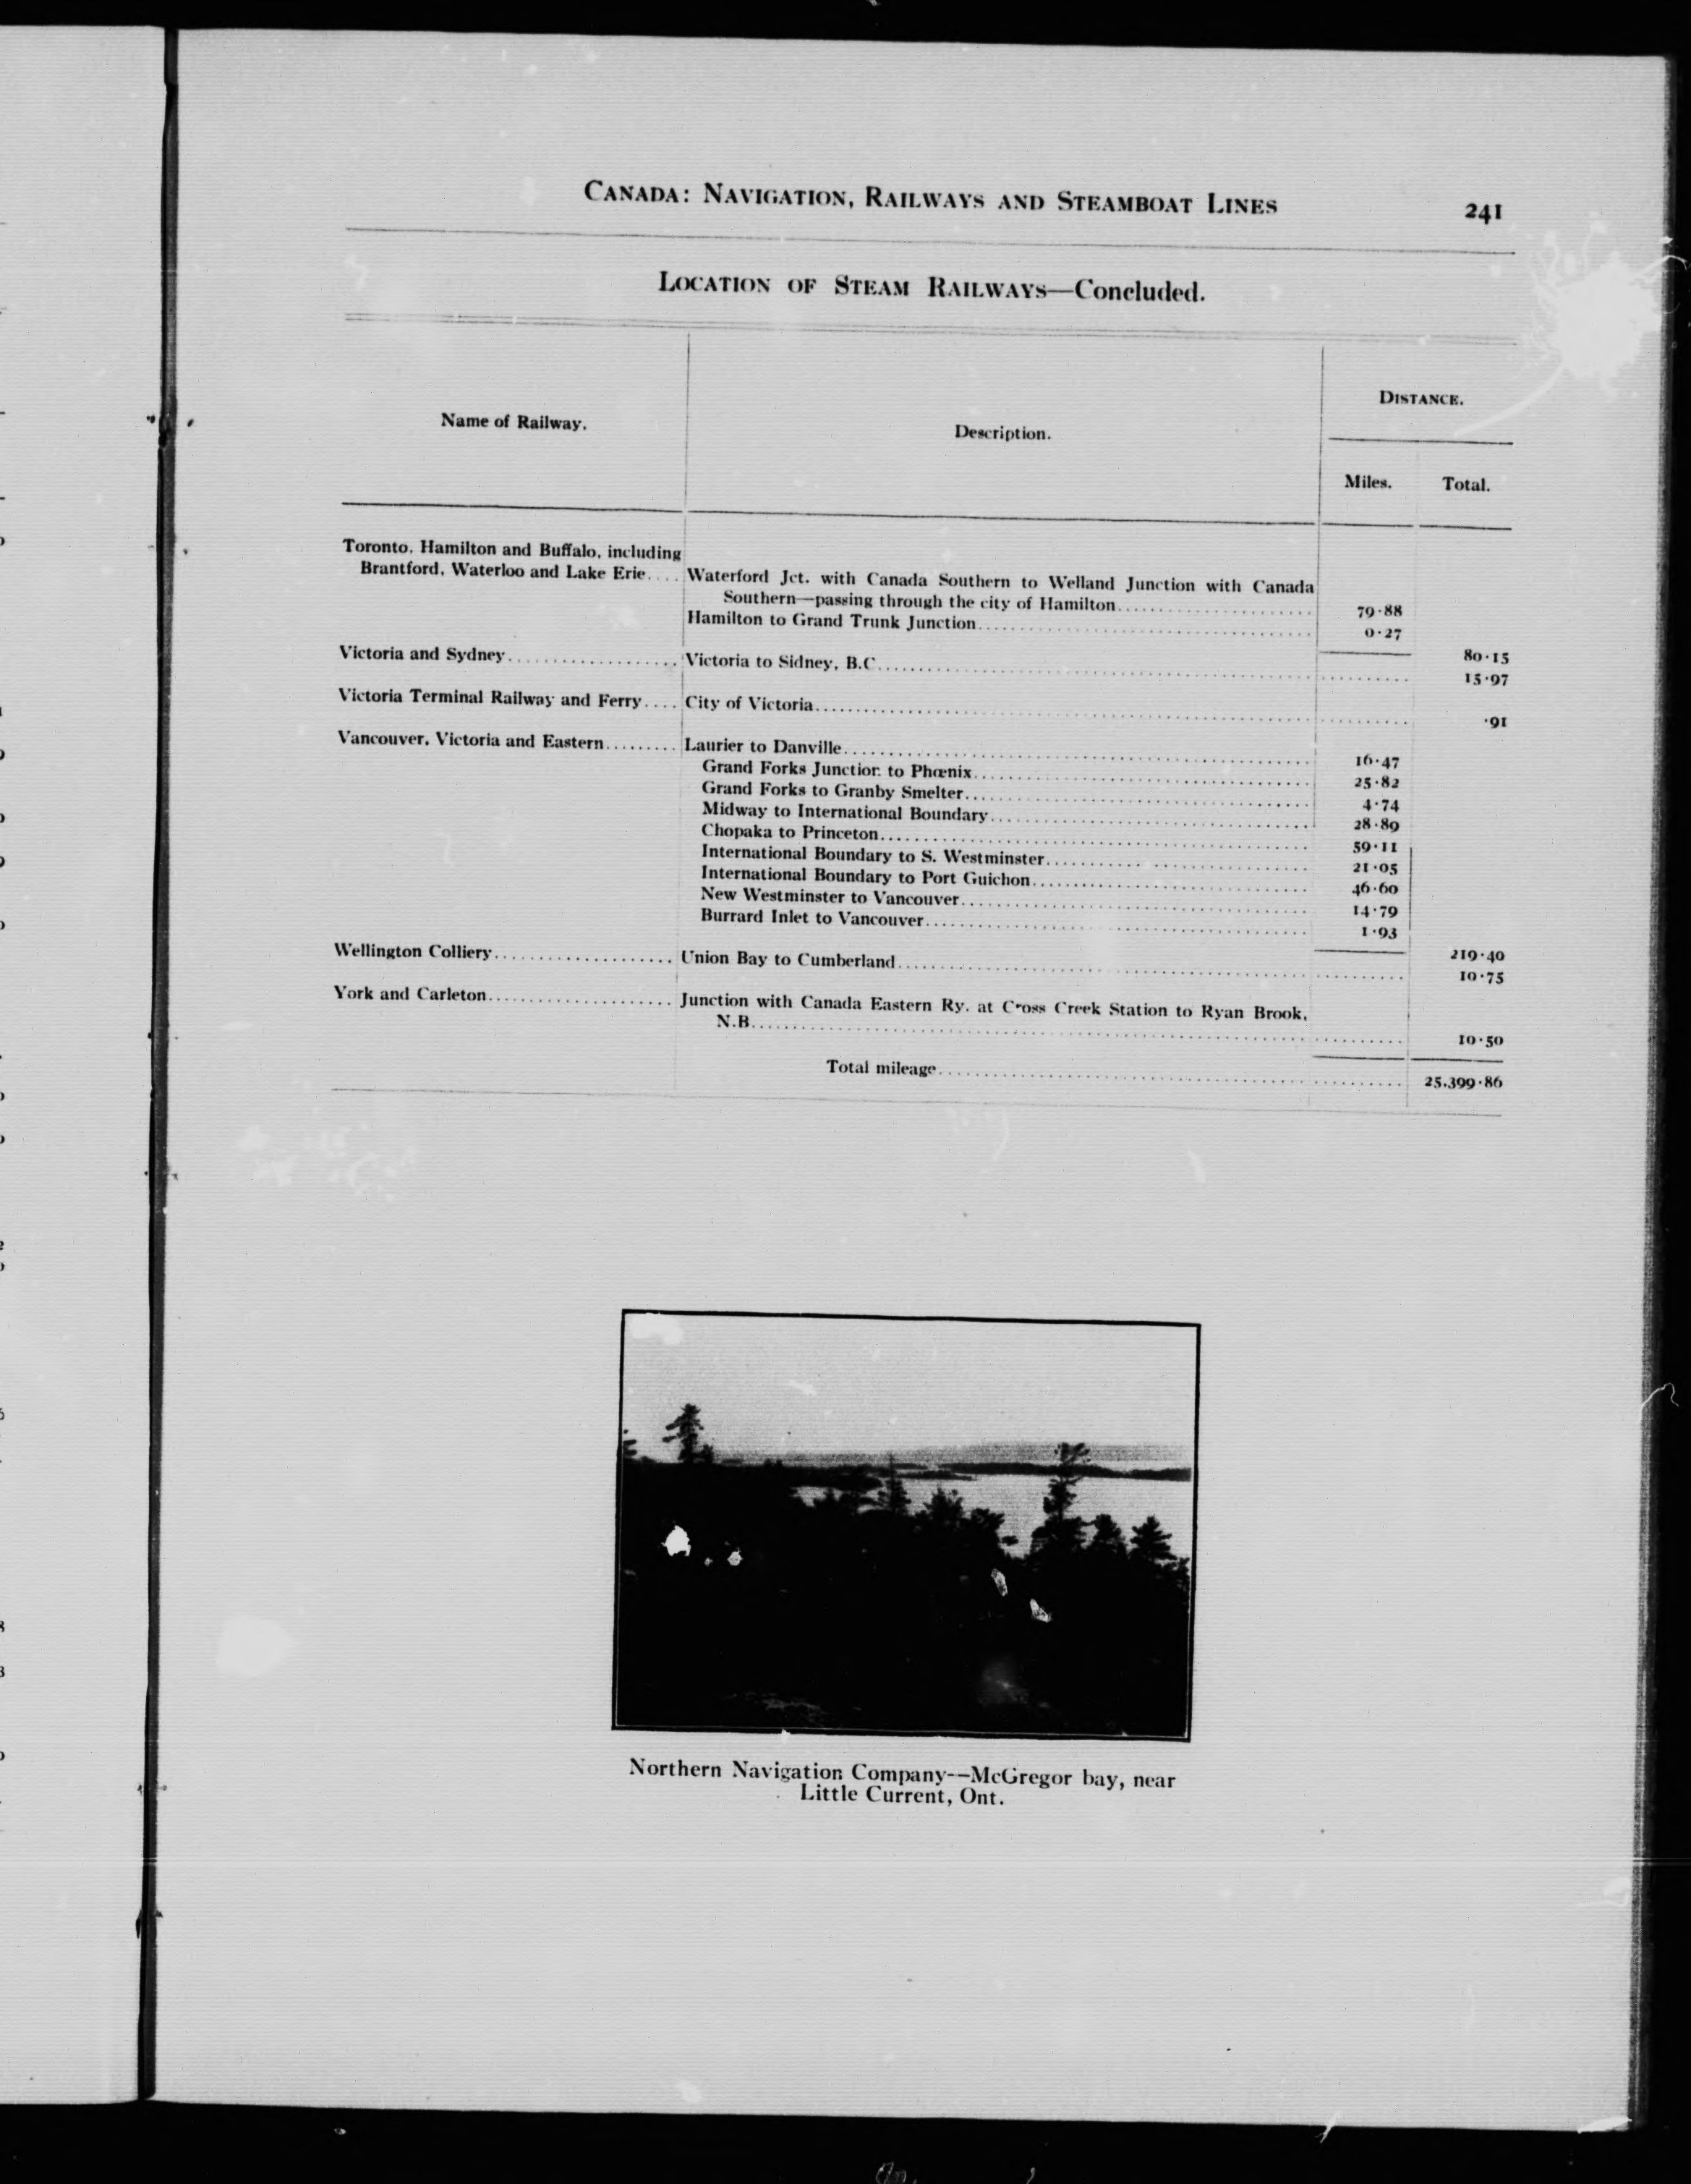 CANADA: NAVIGATION, RAILWAYS AND STEAMBOAT LINES 241
LOCATION OF STEAM RAILWAYS—Concluded.
Name of Railway. Description. DISTANCE.
Miles. Total.
Toronto, Hamilton and Buffalo, including
Brantford, Waterloo and Lake Erie.... Waterford Jct. with Canada Southern to Welland Junction with Canada
Southern—passing through the city of Hamilton.................... 79·88
Hamilton to Grand Trunk Junction.................... 0·27
80·15
Victoria and Sydney.................... Victoria to Sidney, B.C.................... 15·97
Victoria Terminal Railway and Ferry.... City of Victoria.................... ·91
Vancouver, Victoria and Eastern......... Laurier to Danville.................... 16·47
Grand Forks Junction to Phœnix.................... 25·82
Grand Forks to Granby Smelter.................... 4·74
Midway to International Boundary.................... 28·89
Chopaka to Princeton.................... 59·11
International Boundary to S. Westminster.................... 21·05
International Boundary to Port Guichon.................... 46·60
New Westminster to Vancouver.................... 14·79
Burrard Inlet to Vancouver.................... 1·93
219·40
Wellington Colliery.................... Union Bay to Cumberland.................... 10·75
York and Carleton.................... Junction with Canada Eastern Ry. at Cross Creek Station to Ryan Brook,
N.B.................... 10·50
Total mileage.................... 25,399·86
Northern Navigation Company--McGregor bay, near
Little Current, Ont.